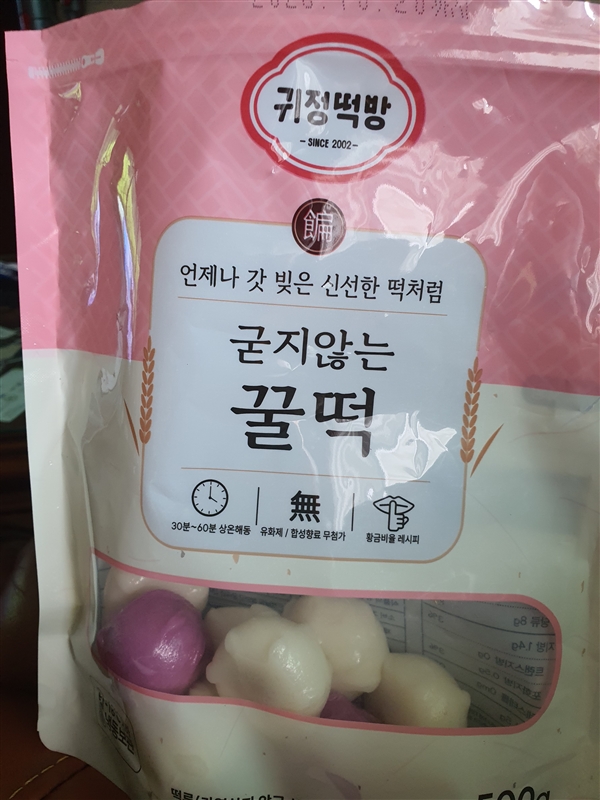 귀정떡방
- SINCE 2002 -
餶
언제나 갓 빚은 신선한 떡처럼
굳지않는
꿀떡
無
30분~60분 상온해동
유화제 / 합성향료 무첨가
황금비율 레시피
500g